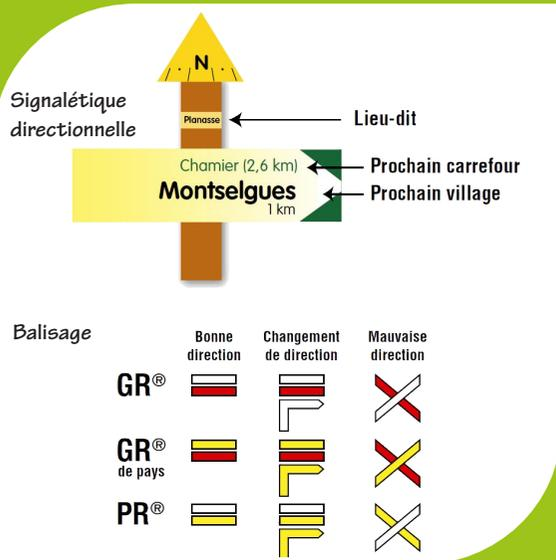 N
Signalétique
directionnelle
Planasse
Lieu-dit
Chamier (2,6 km)
Prochain carrefour
Montselgues
Prochain village
1 km
Balisage
Bonne
direction
Changement
de direction
Mauvaise
direction
GR®
GR®
de pays
PR®